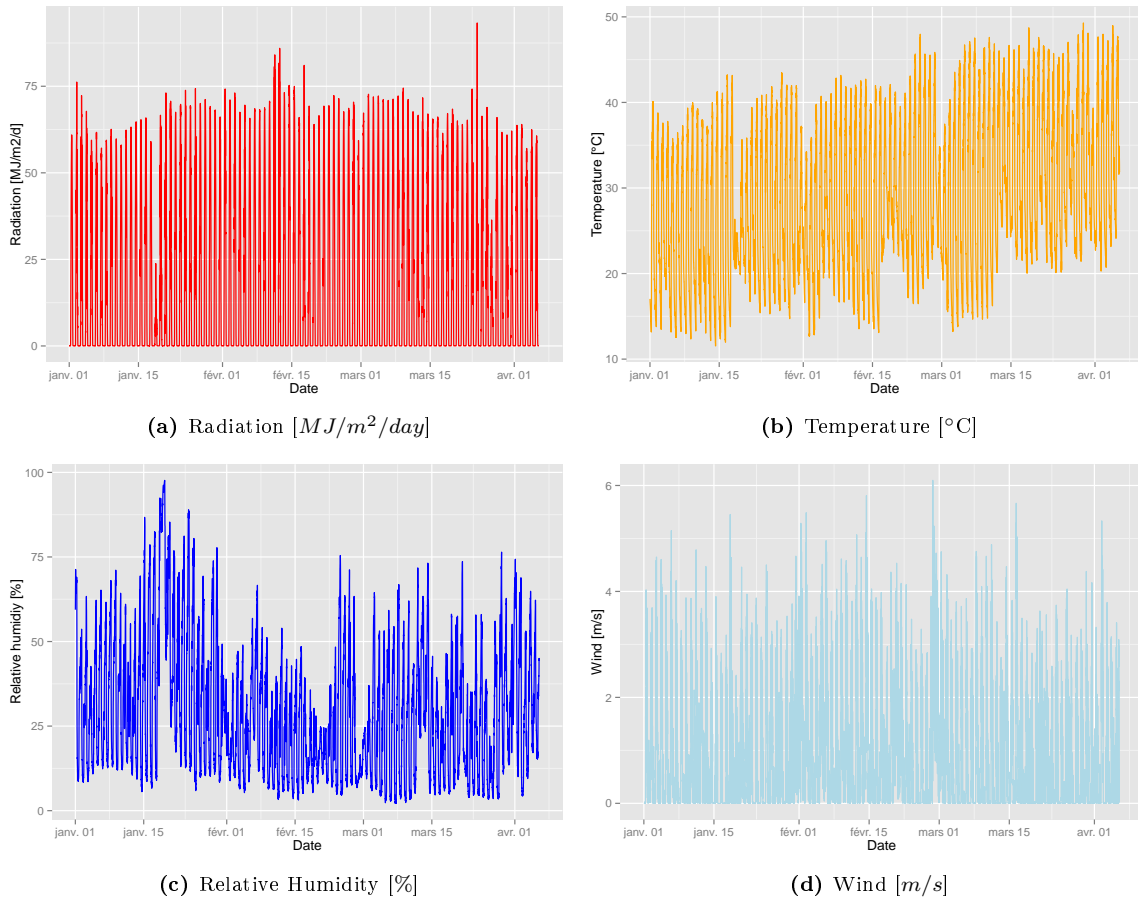 75
50
25
0
Radiation [MJ/m2/d]
janv. 01 janv. 15 févr. 01 févr. 15 mars 01 mars 15 avr. 01
Date
(a) Radiation [MJ/m²/day]
50
40
30
20
10
Temperature [°C]
janv. 01 janv. 15 févr. 01 févr. 15 mars 01 mars 15 avr. 01
Date
(b) Temperature [°C]
100
75
50
25
0
Relative humidiy [%]
janv. 01 janv. 15 févr. 01 févr. 15 mars 01 mars 15 avr. 01
Date
(c) Relative Humidity [%]
6
4
2
0
Wind [m/s]
janv. 01 janv. 15 févr. 01 févr. 15 mars 01 mars 15 avr. 01
Date
(d) Wind [m/s]